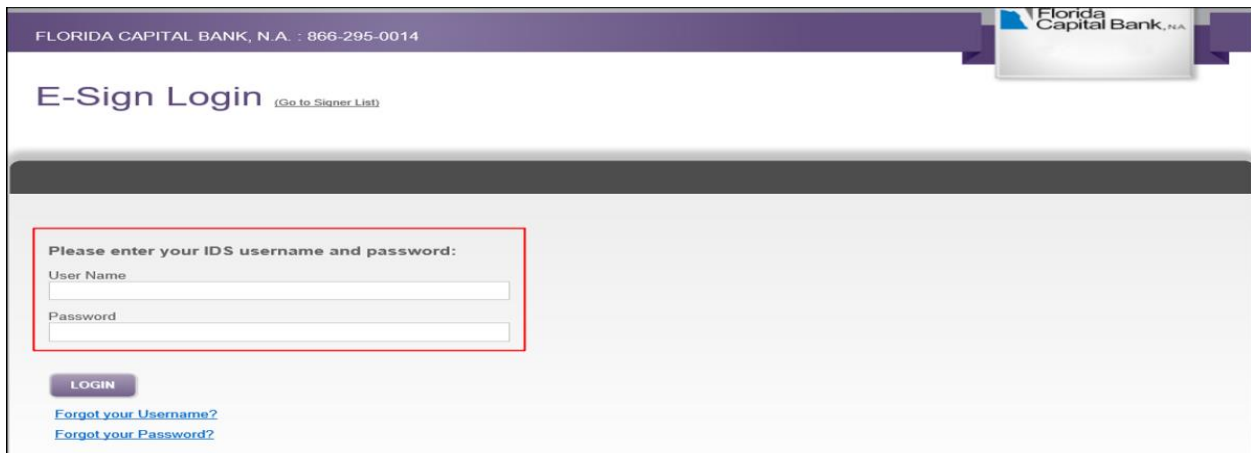 FLORIDA CAPITAL BANK, N.A. : 866-295-0014
Florida
Capital Bank, NA
E-Sign Login (Go to Signer List)
Please enter your IDS username and password:
User Name
Password
LOGIN
Forgot your Username?
Forgot your Password?